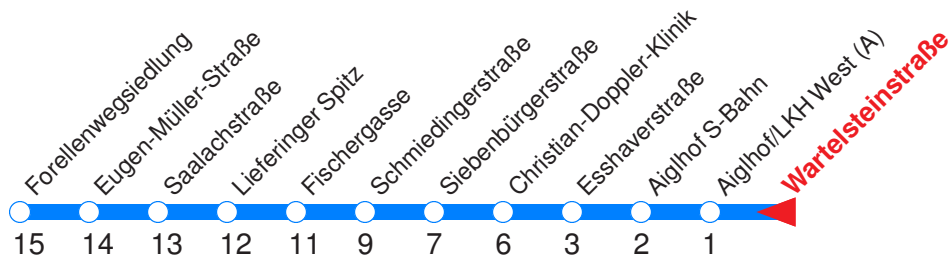 Forellenwegsiedlung
Eugen-Müller-Straße
Saalachstraße
Lieferinger Spitz
Fischergasse
Schmiedingerstraße
Siebenbürgerstraße
Christian-Doppler-Klinik
Esshaverstraße
Aiglhof S-Bahn
Aiglhof/LKH West (A)
Wartelsteinstraße
15 14 13 12 11 9 7 6 3 2 1